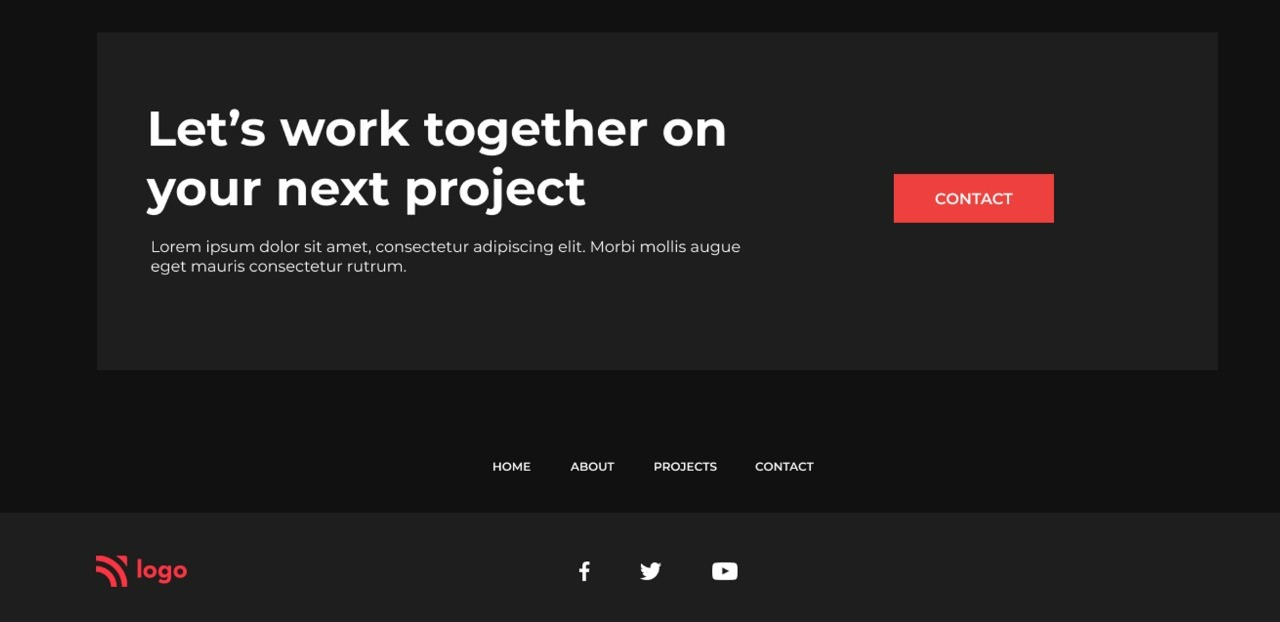 Let’s work together on
your next project
Lorem ipsum dolor sit amet, consectetur adipiscing elit. Morbi mollis augue
eget mauris consectetur rutrum.
CONTACT
HOME ABOUT PROJECTS CONTACT
logo